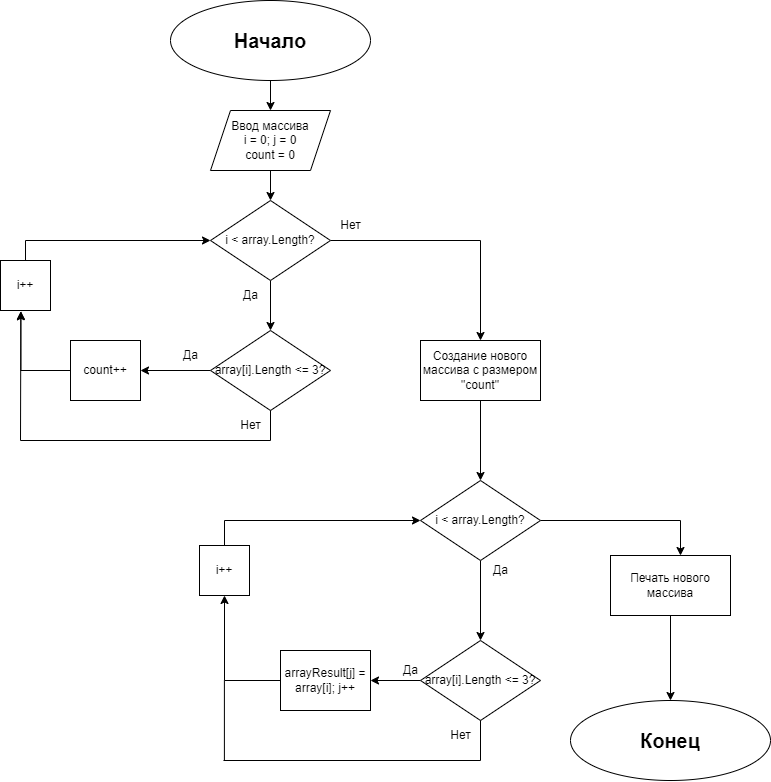 Начало
Ввод массива
i = 0; j = 0
count = 0
i < array.Length?
Нет
i++
Да
array[i].Length <= 3?
Да
count++
Нет
Создание нового
массива с размером
"count"
i < array.Length?
i++
Да
Печать нового
массива
array[i].Length <= 3?
Да
arrayResult[j] =
array[i]; j++
Нет
Конец